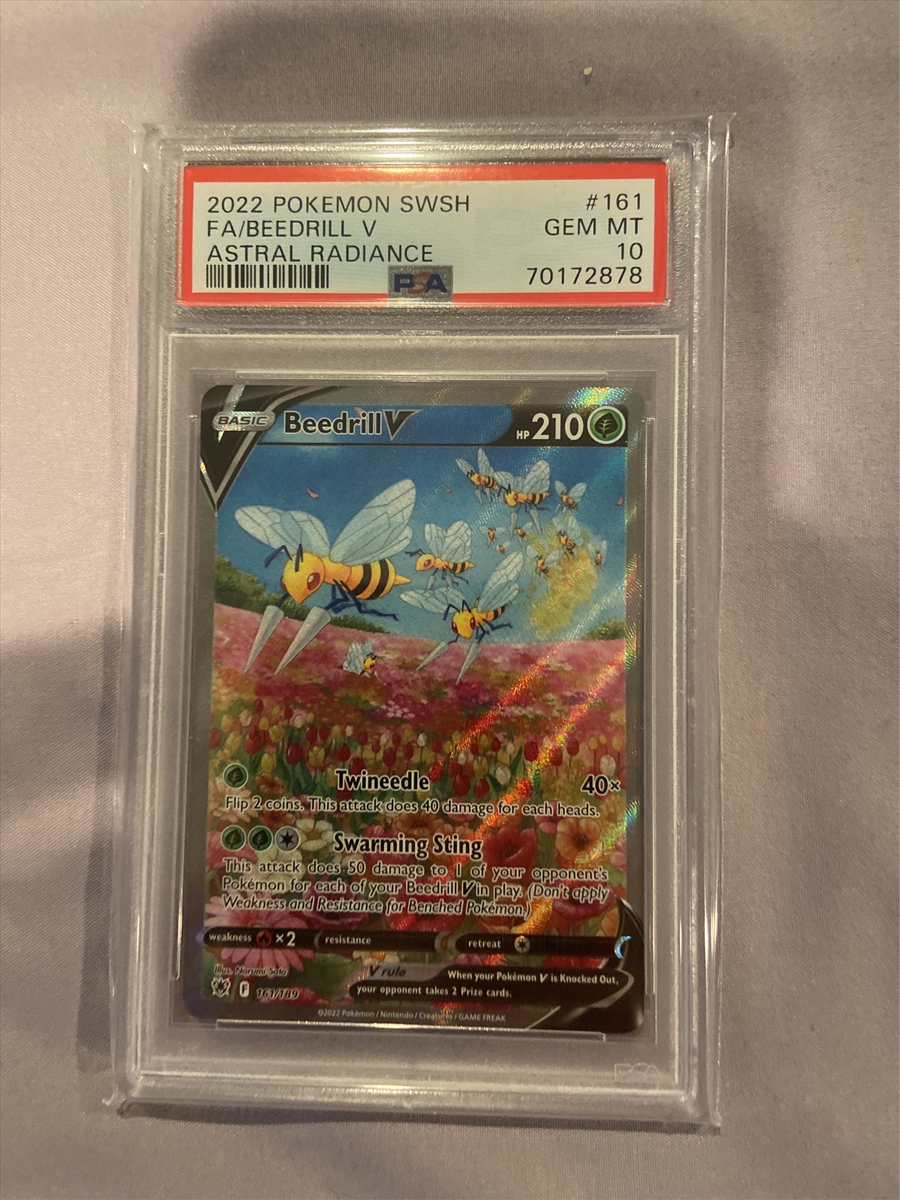 2022 POKEMON SWSH #161
FA/BEEDRILL V GEM MT
ASTRAL RADIANCE 10
PSA 70172878
BASIC Beedrill V HP 210
Twineedle 40×
Flip 2 coins. This attack does 40 damage for each heads.
Swarming Sting
This attack does 50 damage to 1 of your opponent's
Pokémon for each of your Beedrill V in play. (Don't apply
Weakness and Resistance for Benched Pokémon.)
weakness ×2 resistance retreat
Illus. Narumi Sato
V rule When your Pokémon V is Knocked Out,
your opponent takes 2 Prize cards.
F 161/189
©2022 Pokémon / Nintendo / Creatures / GAME FREAK
PSA